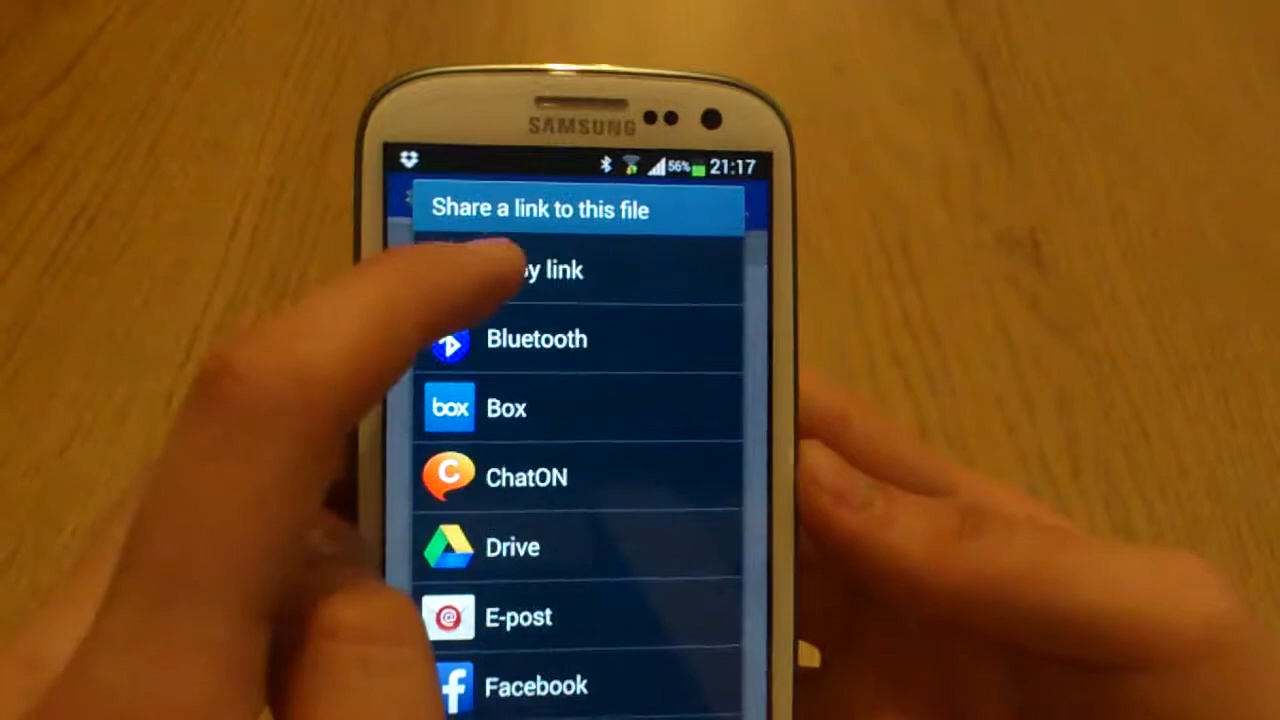 SAMSUNG
56% 21:17
Share a link to this file
link
Bluetooth
box Box
C ChatON
Drive
@ E-post
f Facebook